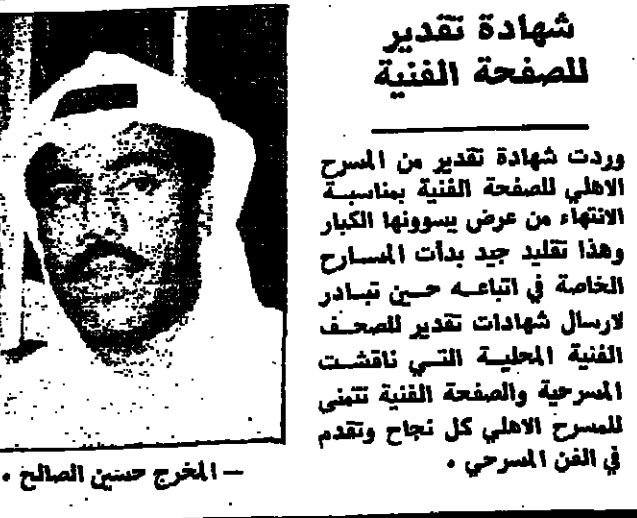 شهادة تقدير
للصفحة الفنية
وردت شهادة تقدير من المسرح
الاهلي للصفحة الفنية بمناسبة
الانتهاء من عرض يسوونها الكبار
وهذا تقليد جيد بدأت المسارح
الخاصة في اتباعه حين تبادر
لارسال شهادات تقدير للصحف
الفنية المحلية التي ناقشت
المسرحية والصفحة الفنية تتمنى
للمسرح الاهلي كل نجاح وتقدم
في الفن المسرحي .
— المخرج حسين الصالح .